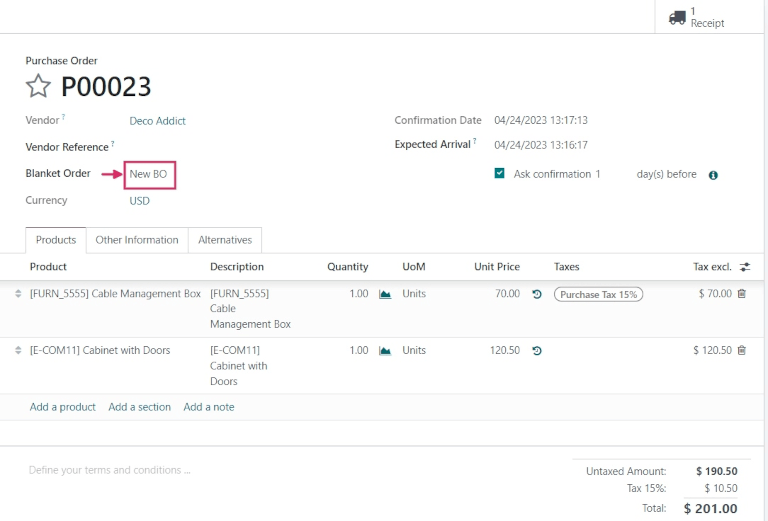 1
Receipt
Purchase Order
P00023
Vendor ? Deco Addict
Confirmation Date 04/24/2023 13:17:13
Vendor Reference ?
Expected Arrival ? 04/24/2023 13:16:17
Blanket Order New BO
Ask confirmation 1 day(s) before
Currency USD
Products Other Information Alternatives
Product Description Quantity UoM Unit Price Taxes Tax excl.
[FURN_5555] Cable Management Box [FURN_5555] 1.00 Units 70.00 Purchase Tax 15% $ 70.00
Cable
Management Box
[E-COM11] Cabinet with Doors [E-COM11] 1.00 Units 120.50 $ 120.50
Cabinet with
Doors
Add a product Add a section Add a note
Define your terms and conditions ...
Untaxed Amount: $ 190.50
Tax 15%: $ 10.50
Total: $ 201.00